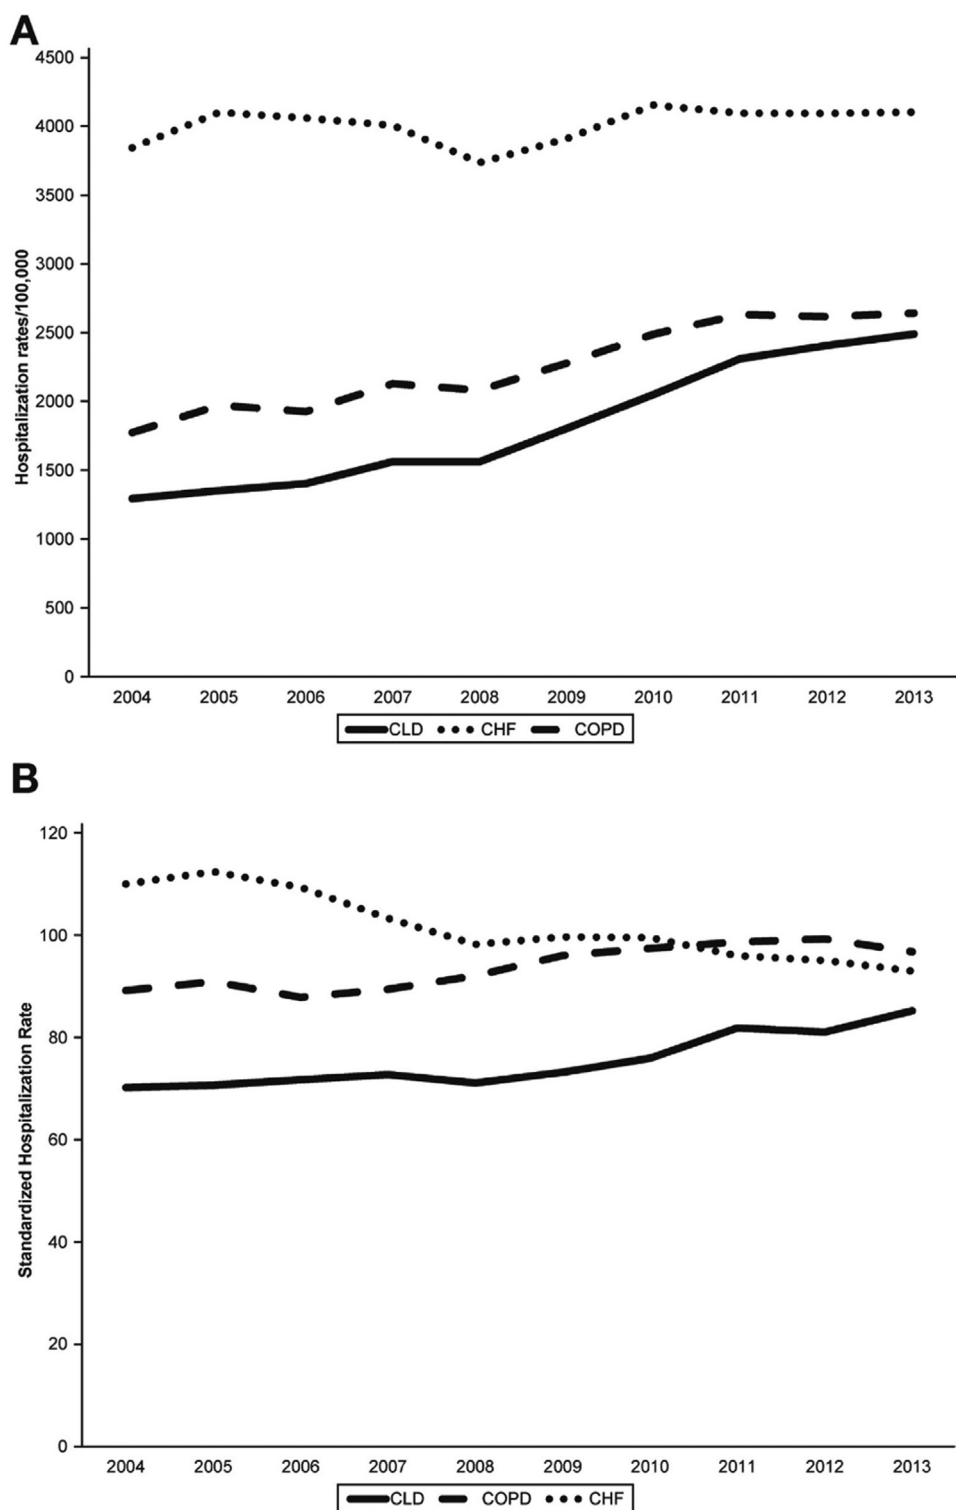 A
4500
4000
3500
3000
2500
2000
1500
1000
500
0
Hospitalization rates/100,000
2004 2005 2006 2007 2008 2009 2010 2011 2012 2013
CLD CHF COPD
B
120
100
80
60
40
20
0
Standardized Hospitalization Rate
2004 2005 2006 2007 2008 2009 2010 2011 2012 2013
CLD COPD CHF